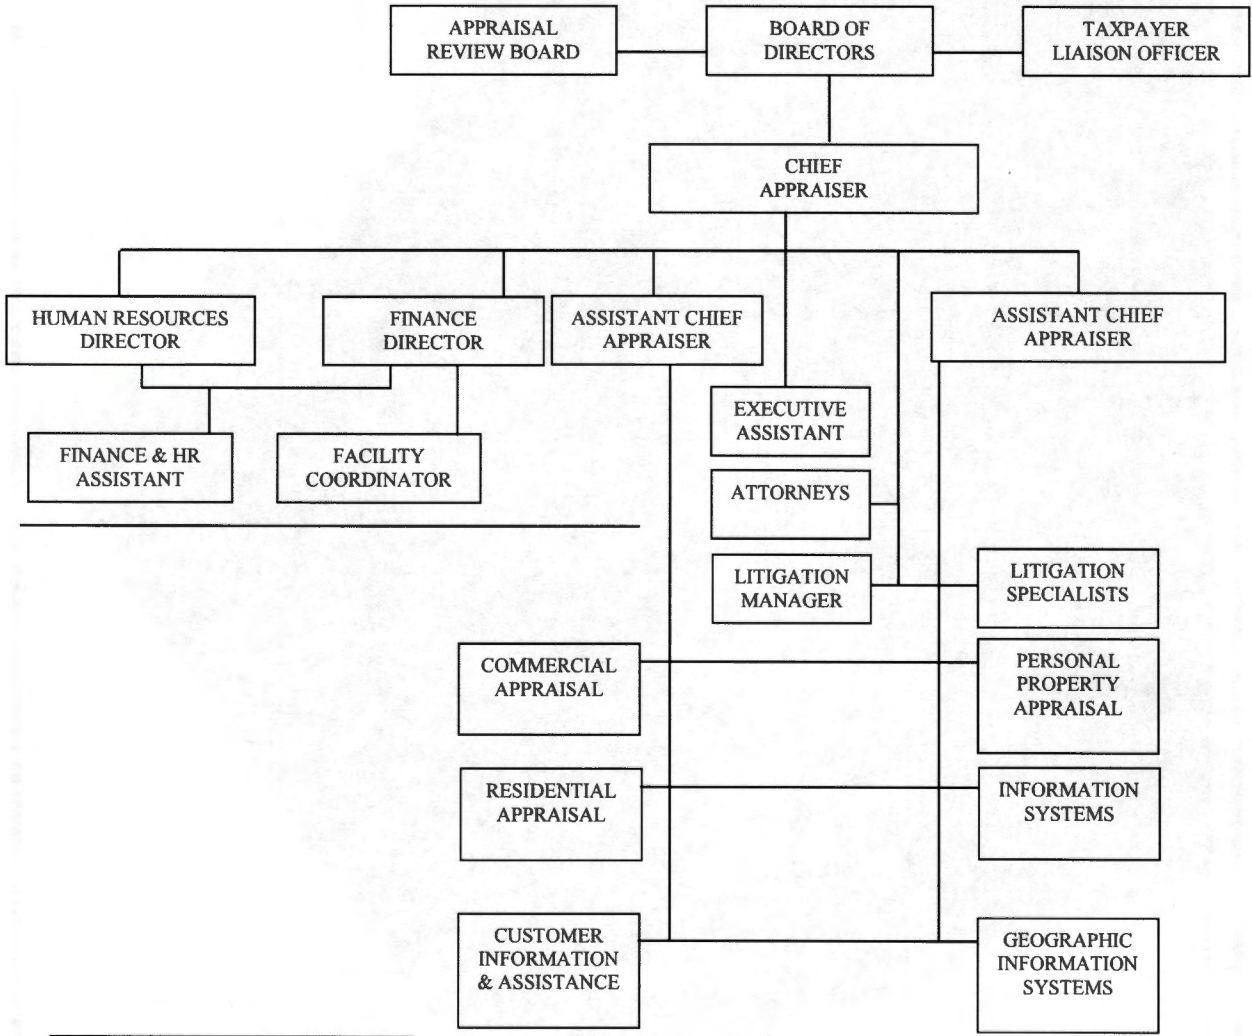 APPRAISAL
REVIEW BOARD
BOARD OF
DIRECTORS
TAXPAYER
LIAISON OFFICER
CHIEF
APPRAISER
HUMAN RESOURCES
DIRECTOR
FINANCE
DIRECTOR
ASSISTANT CHIEF
APPRAISER
ASSISTANT CHIEF
APPRAISER
EXECUTIVE
ASSISTANT
FINANCE & HR
ASSISTANT
FACILITY
COORDINATOR
ATTORNEYS
LITIGATION
MANAGER
LITIGATION
SPECIALISTS
COMMERCIAL
APPRAISAL
PERSONAL
PROPERTY
APPRAISAL
RESIDENTIAL
APPRAISAL
INFORMATION
SYSTEMS
CUSTOMER
INFORMATION
& ASSISTANCE
GEOGRAPHIC
INFORMATION
SYSTEMS